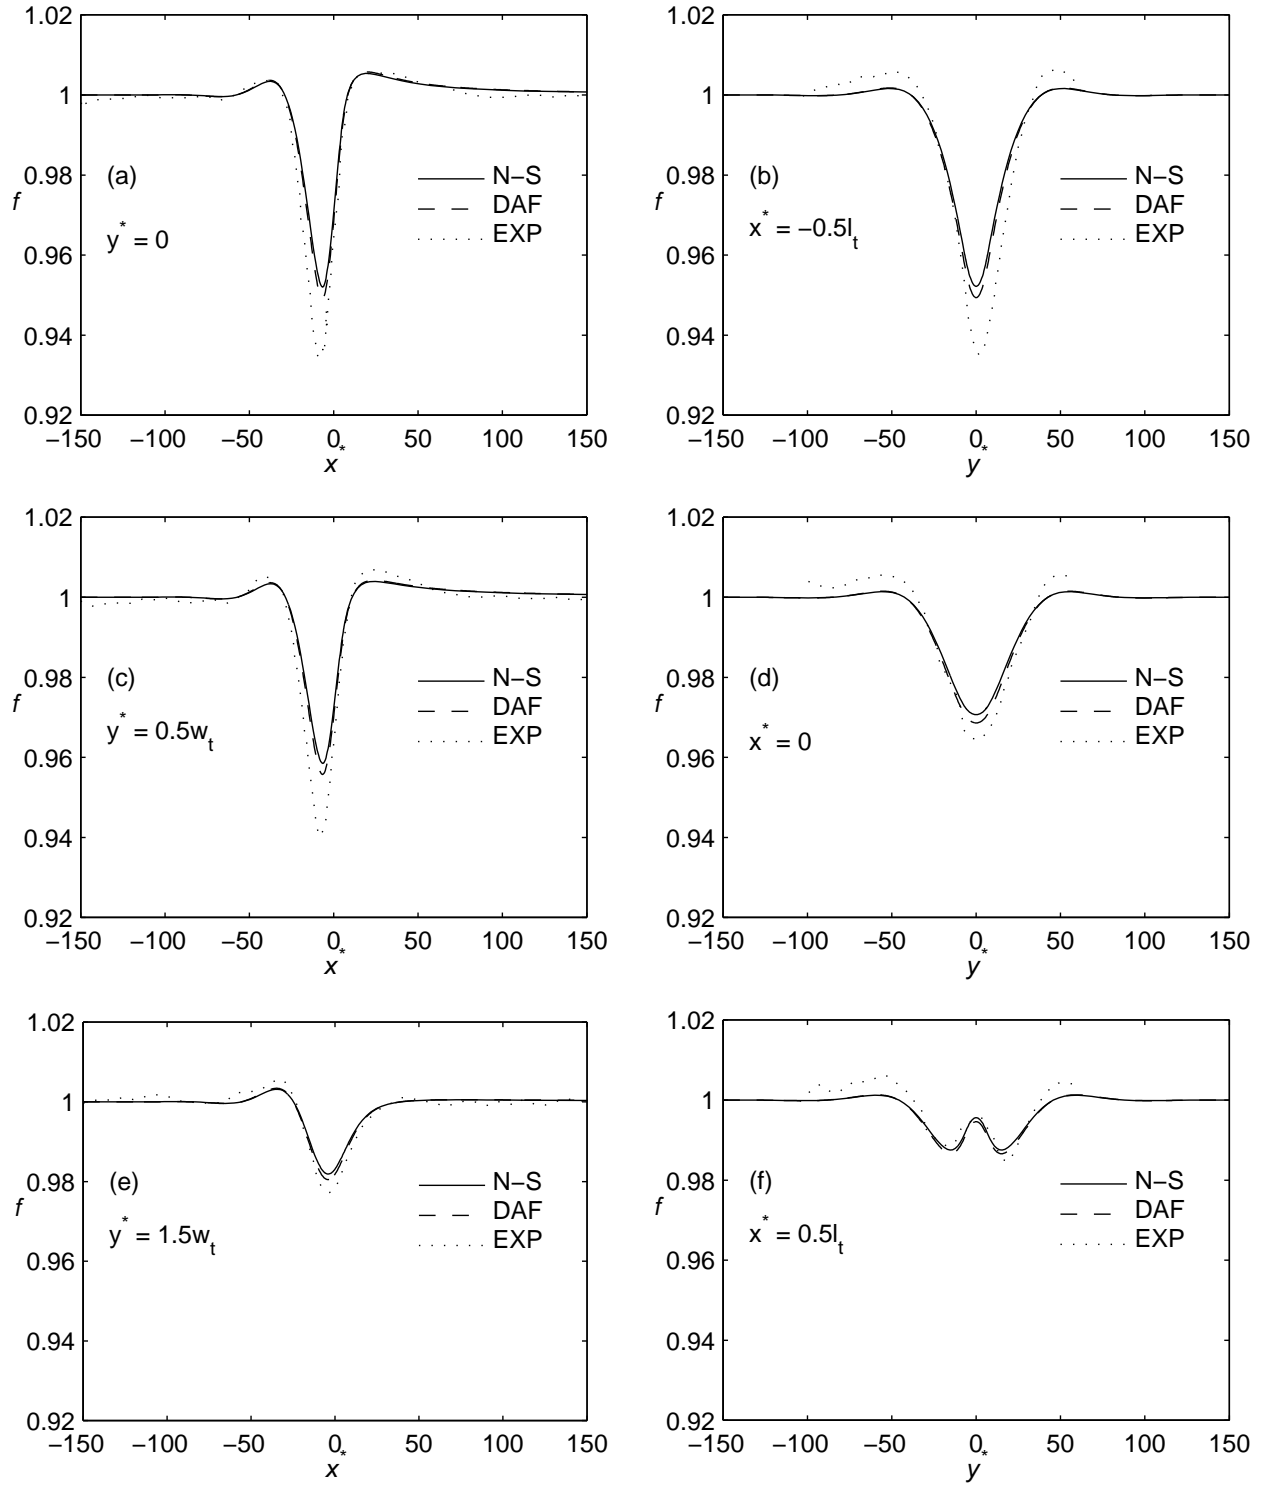 1.02
1
0.98
0.96
0.94
0.92
f
(a)
y* = 0
N−S
DAF
EXP
−150 −100 −50 0 50 100 150
x*
1.02
1
0.98
0.96
0.94
0.92
f
(b)
x* = −0.5l_t
N−S
DAF
EXP
−150 −100 −50 0 50 100 150
y*
1.02
1
0.98
0.96
0.94
0.92
f
(c)
y* = 0.5w_t
N−S
DAF
EXP
−150 −100 −50 0 50 100 150
x*
1.02
1
0.98
0.96
0.94
0.92
f
(d)
x* = 0
N−S
DAF
EXP
−150 −100 −50 0 50 100 150
y*
1.02
1
0.98
0.96
0.94
0.92
f
(e)
y* = 1.5w_t
N−S
DAF
EXP
−150 −100 −50 0 50 100 150
x*
1.02
1
0.98
0.96
0.94
0.92
f
(f)
x* = 0.5l_t
N−S
DAF
EXP
−150 −100 −50 0 50 100 150
y*